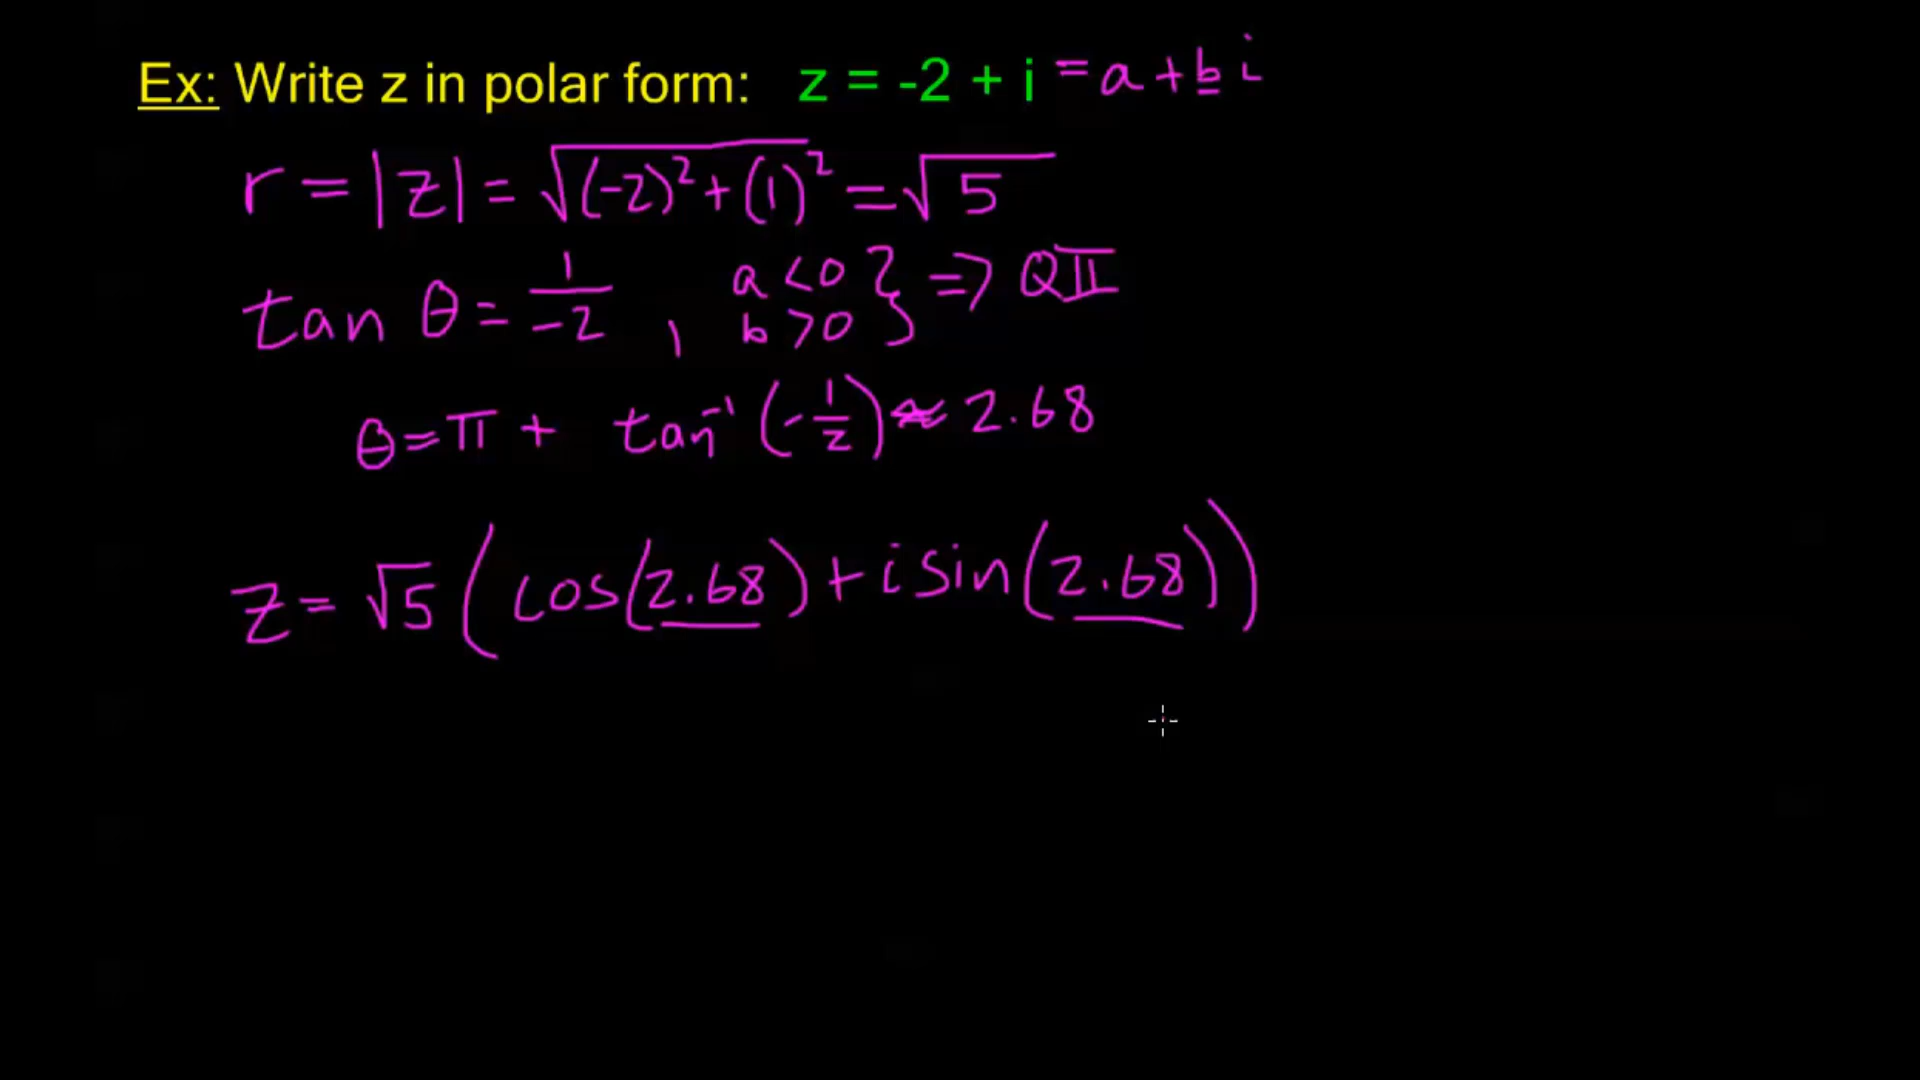 Ex: Write z in polar form: z = -2 + i = a + b i
r = |z| = √(-2)² + (1)² = √5
tan θ = 1/-2 , a < 0 } b > 0 } => QII
θ = π + tan⁻¹ (-1/2) ≈ 2.68
z = √5 ( cos(2.68) + i sin(2.68))